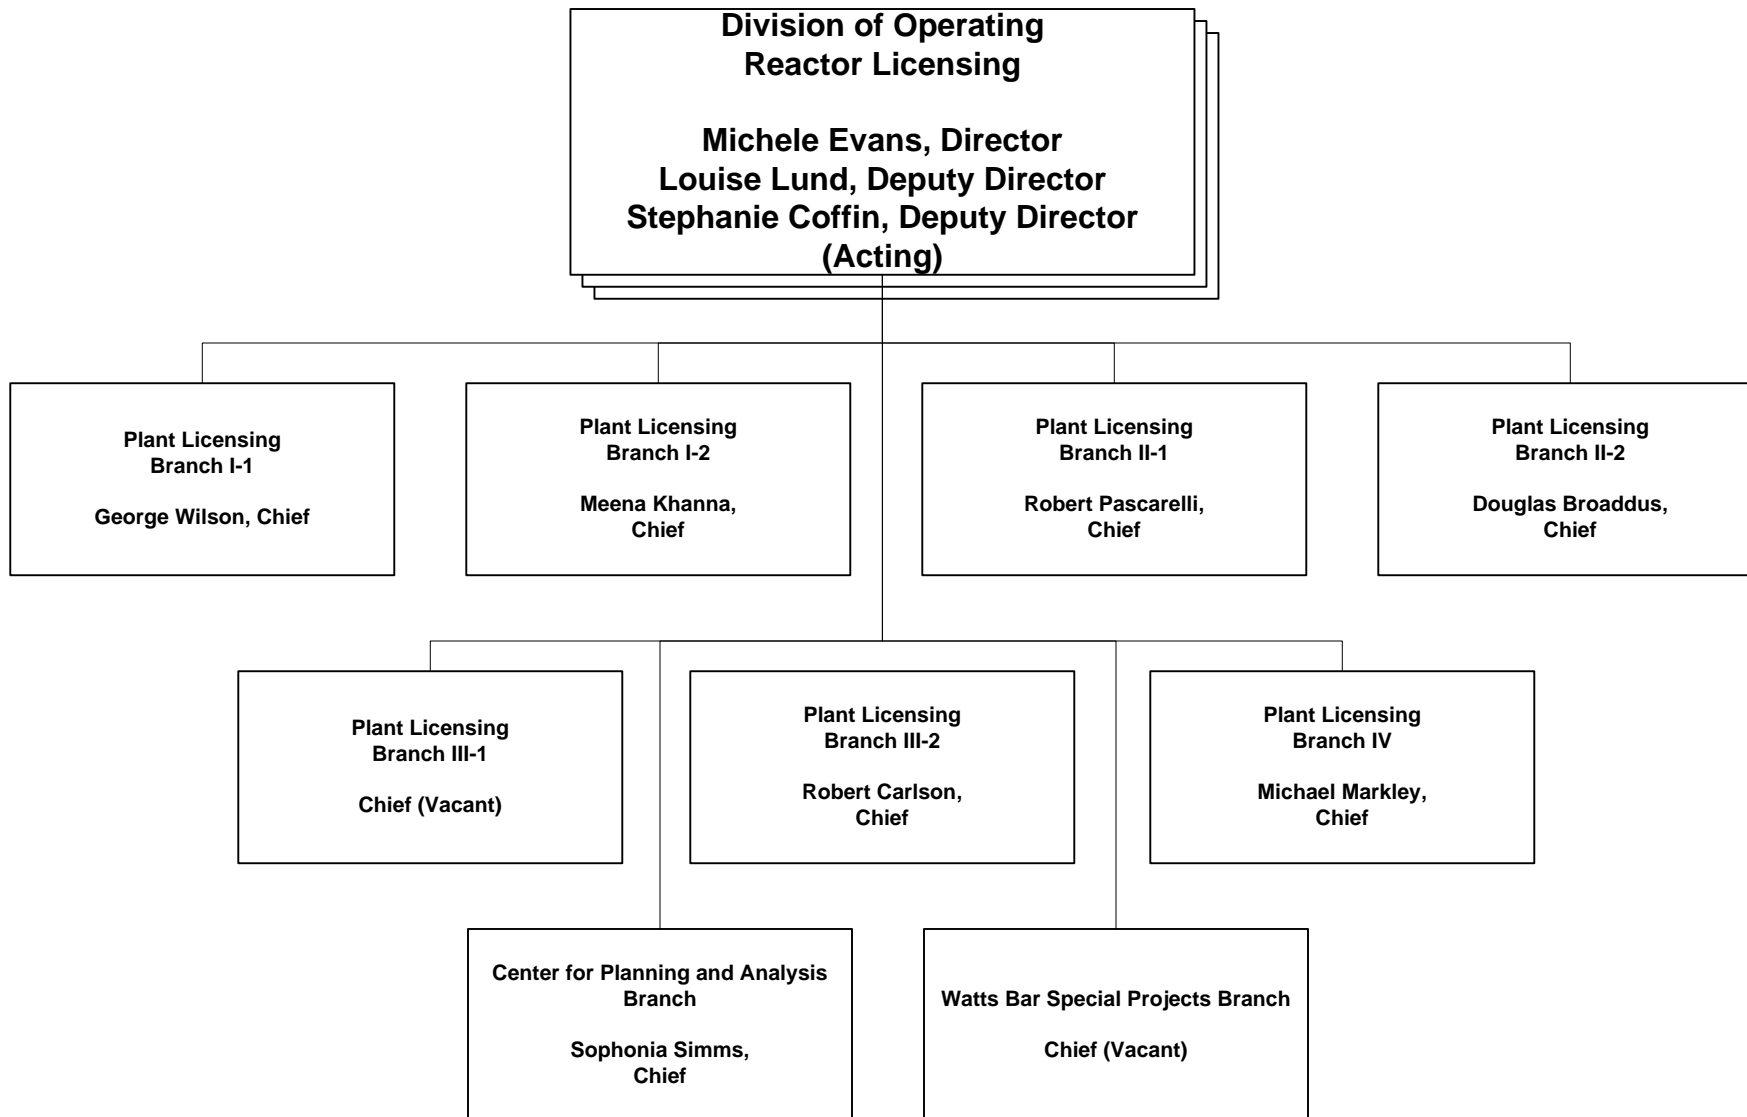 Division of Operating
Reactor Licensing
Michele Evans, Director
Louise Lund, Deputy Director
Stephanie Coffin, Deputy Director
(Acting)
Plant Licensing
Branch I-1
George Wilson, Chief
Plant Licensing
Branch I-2
Meena Khanna,
Chief
Plant Licensing
Branch II-1
Robert Pascarelli,
Chief
Plant Licensing
Branch II-2
Douglas Broaddus,
Chief
Plant Licensing
Branch III-1
Chief (Vacant)
Plant Licensing
Branch III-2
Robert Carlson,
Chief
Plant Licensing
Branch IV
Michael Markley,
Chief
Center for Planning and Analysis
Branch
Sophonia Simms,
Chief
Watts Bar Special Projects Branch
Chief (Vacant)